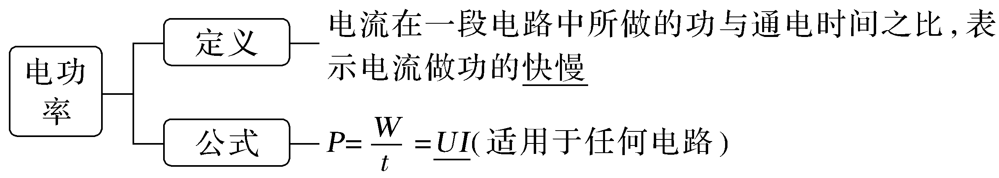 电功率
定义
电流在一段电路中所做的功与通电时间之比,表
示电流做功的快慢
公式
P=W/t=UI(适用于任何电路)